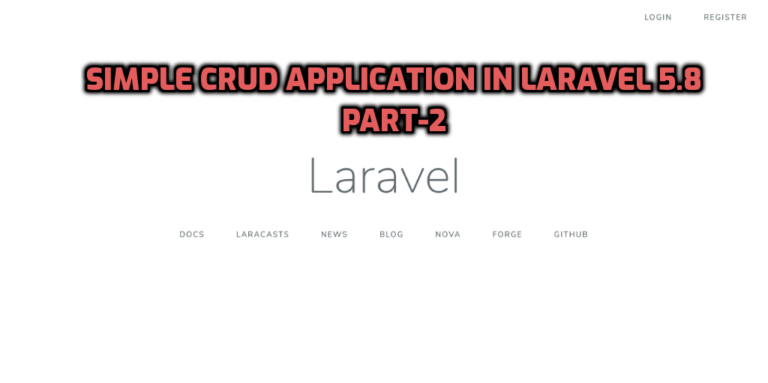 LOGIN REGISTER
SIMPLE CRUD APPLICATION IN LARAVEL 5.8
PART-2
Laravel
DOCS LARACASTS NEWS BLOG NOVA FORGE GITHUB